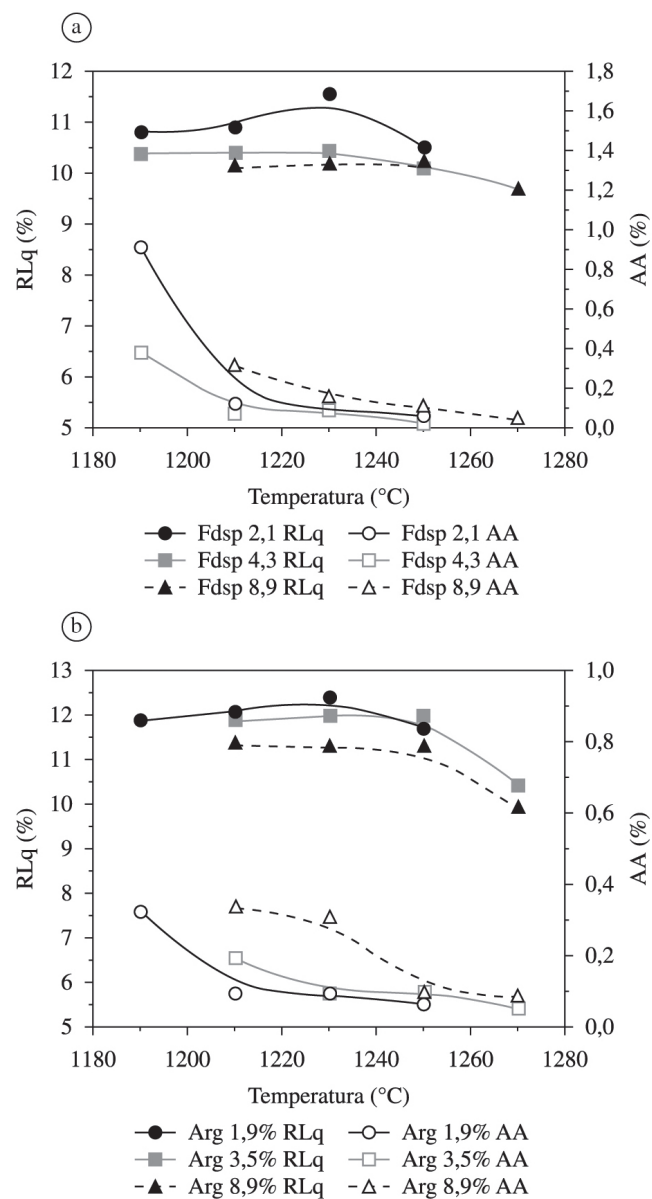 a
12
11
10
9
8
7
6
5
RLq (%)
1,8
1,6
1,4
1,2
1,0
0,8
0,6
0,4
0,2
0,0
AA (%)
1180 1200 1220 1240 1260 1280
Temperatura (°C)
Fdsp 2,1 RLq Fdsp 2,1 AA
Fdsp 4,3 RLq Fdsp 4,3 AA
Fdsp 8,9 RLq Fdsp 8,9 AA
b
13
12
11
10
9
8
7
6
5
RLq (%)
1,0
0,8
0,6
0,4
0,2
0,0
AA (%)
1180 1200 1220 1240 1260 1280
Temperatura (°C)
Arg 1,9% RLq Arg 1,9% AA
Arg 3,5% RLq Arg 3,5% AA
Arg 8,9% RLq Arg 8,9% AA